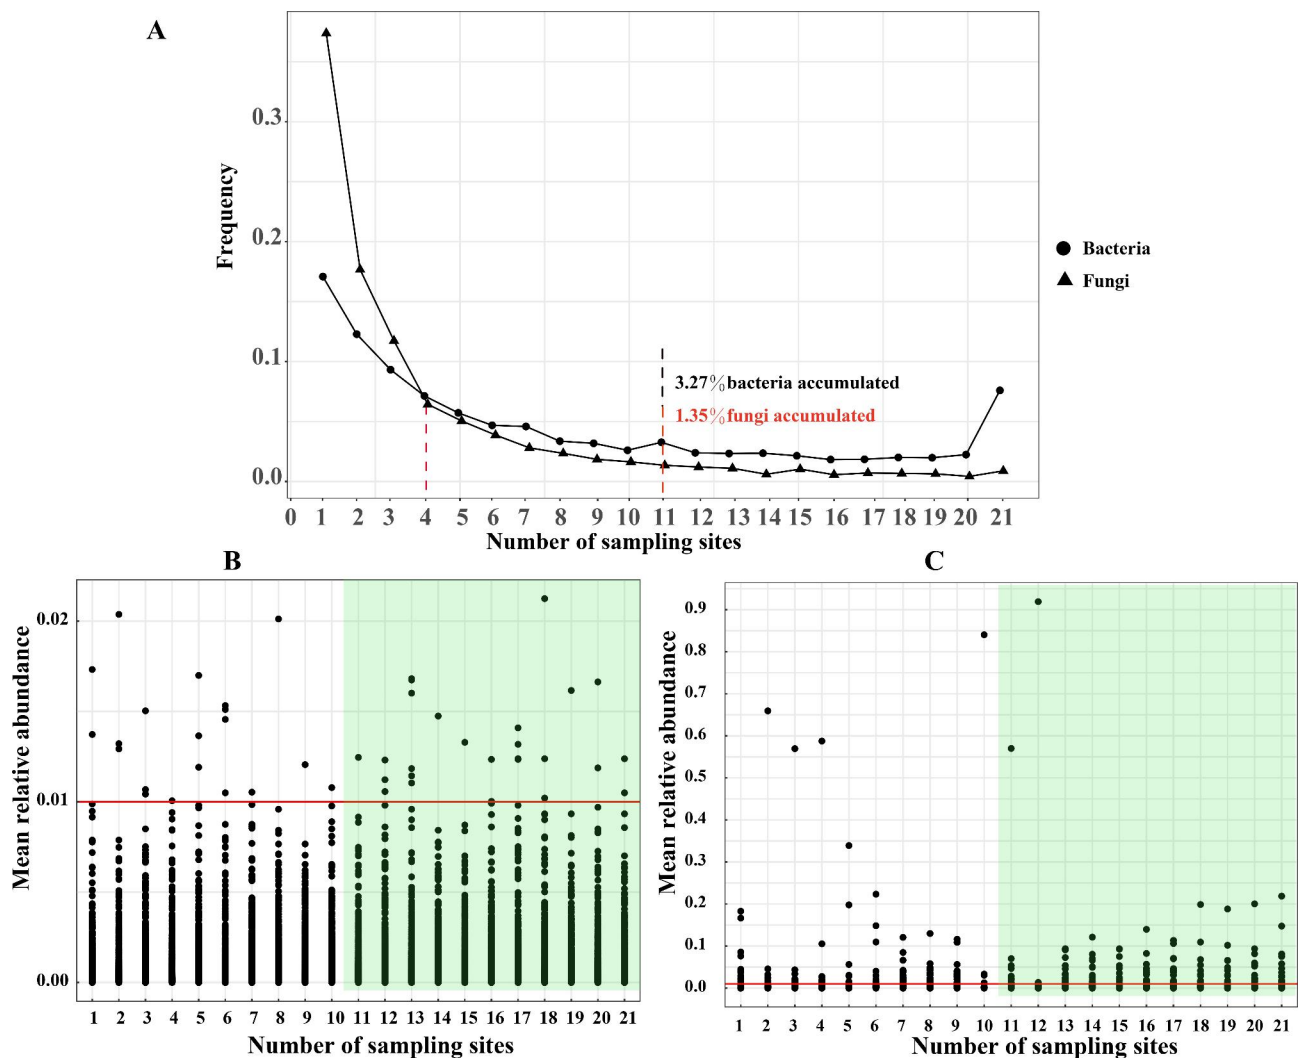 A
0.3
0.2
0.1
0.0
Frequency
3.27%bacteria accumulated
1.35%fungi accumulated
Bacteria
Fungi
0 1 2 3 4 5 6 7 8 9 10 11 12 13 14 15 16 17 18 19 20 21
Number of sampling sites
B
0.02
0.01
0.00
Mean relative abundance
1 2 3 4 5 6 7 8 9 10 11 12 13 14 15 16 17 18 19 20 21
Number of sampling sites
C
0.9
0.8
0.7
0.6
0.5
0.4
0.3
0.2
0.1
0.0
Mean relative abundance
1 2 3 4 5 6 7 8 9 10 11 12 13 14 15 16 17 18 19 20 21
Number of sampling sites